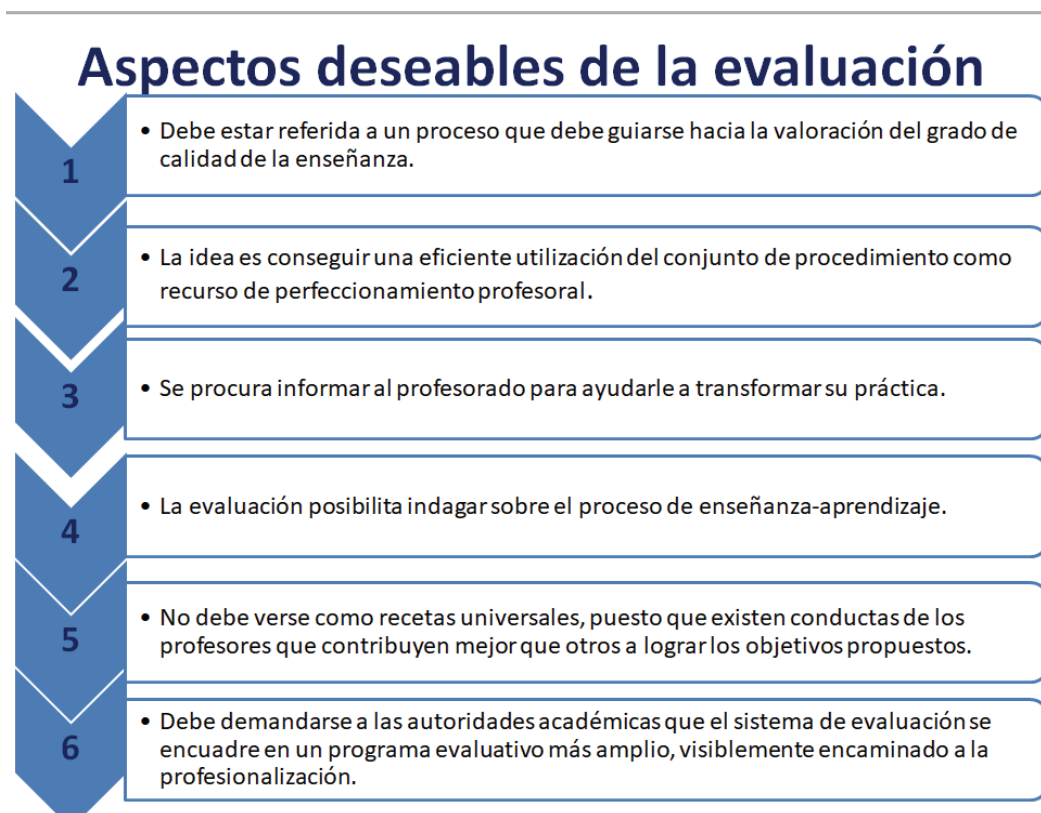 Aspectos deseables de la evaluación
1
• Debe estar referida a un proceso que debe guiarse hacia la valoración del grado de
calidad de la enseñanza.
2
• La idea es conseguir una eficiente utilización del conjunto de procedimiento como
recurso de perfeccionamiento profesoral.
3
• Se procura informar al profesorado para ayudarle a transformar su práctica.
4
• La evaluación posibilita indagar sobre el proceso de enseñanza-aprendizaje.
5
• No debe verse como recetas universales, puesto que existen conductas de los
profesores que contribuyen mejor que otros a lograr los objetivos propuestos.
6
• Debe demandarse a las autoridades académicas que el sistema de evaluación se
encuadre en un programa evaluativo más amplio, visiblemente encaminado a la
profesionalización.